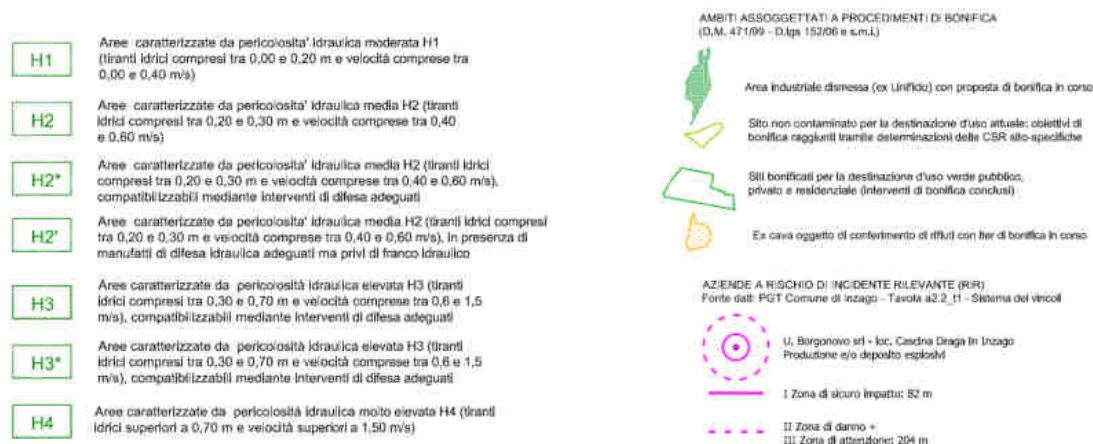 H1
Aree caratterizzate da pericolosita' idraulica moderata H1
(tiranti idrici compresi tra 0,00 e 0,20 m e velocità comprese tra
0,00 e 0,40 m/s)
H2
Aree caratterizzate da pericolosita' idraulica media H2 (tiranti
idrici compresi tra 0,20 e 0,30 m e velocità comprese tra 0,40
e 0,60 m/s)
H2*
Aree caratterizzate da pericolosita' idraulica media H2 (tiranti idrici
compresi tra 0,20 e 0,30 m e velocità comprese tra 0,40 e 0,60 m/s),
compatibilizzabili mediante interventi di difesa adeguati
H2'
Aree caratterizzate da pericolosita' idraulica media H2 (tiranti idrici compresi
tra 0,20 e 0,30 m e velocità comprese tra 0,40 e 0,60 m/s), in presenza di
manufatti di difesa idraulica adeguati ma privi di franco idraulico
H3
Aree caratterizzate da pericolosità idraulica elevata H3 (tiranti
idrici compresi tra 0,30 e 0,70 m e velocità comprese tra 0,6 e 1,5
m/s), compatibilizzabili mediante interventi di difesa adeguati
H3*
Aree caratterizzate da pericolosità idraulica elevata H3 (tiranti
idrici compresi tra 0,30 e 0,70 m e velocità comprese tra 0,6 e 1,5
m/s), compatibilizzabili mediante interventi di difesa adeguati
H4
Aree caratterizzate da pericolosità idraulica molto elevata H4 (tiranti
idrici superiori a 0,70 m e velocità superiori a 1,50 m/s)
AMBITI ASSOGGETTATI A PROCEDIMENTI DI BONIFICA
(D.M. 471/99 - D.lgs 152/06 e s.m.i.)
Area industriale dismessa (ex Linificio) con proposta di bonifica in corso
Sito non contaminato per la destinazione d'uso attuale: obiettivi di
bonifica raggiunti tramite determinazioni delle CSR sito-specifiche
Siti bonificati per la destinazione d'uso verde pubblico,
privato e residenziale (interventi di bonifica conclusi)
Ex cava oggetto di conferimento di rifiuti con iter di bonifica in corso
AZIENDE A RISCHIO DI INCIDENTE RILEVANTE (RIR)
Fonte dati: PGT Comune di Inzago - Tavola a2.2_t1 - Sistema dei vincoli
U. Borgonovo srl - loc. Cascina Draga in Inzago
Produzione e/o deposito esplosivi
I Zona di sicuro impatto: 82 m
II Zona di danno +
III Zona di attenzione: 204 m